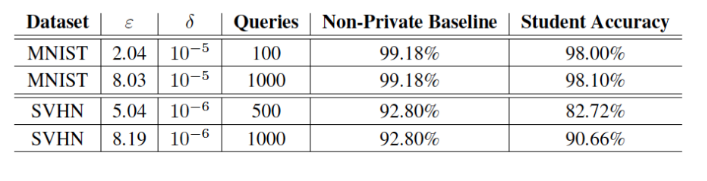 Dataset ε δ Queries Non-Private Baseline Student Accuracy
MNIST 2.04 10⁻⁵ 100 99.18% 98.00%
MNIST 8.03 10⁻⁵ 1000 99.18% 98.10%
SVHN 5.04 10⁻⁶ 500 92.80% 82.72%
SVHN 8.19 10⁻⁶ 1000 92.80% 90.66%